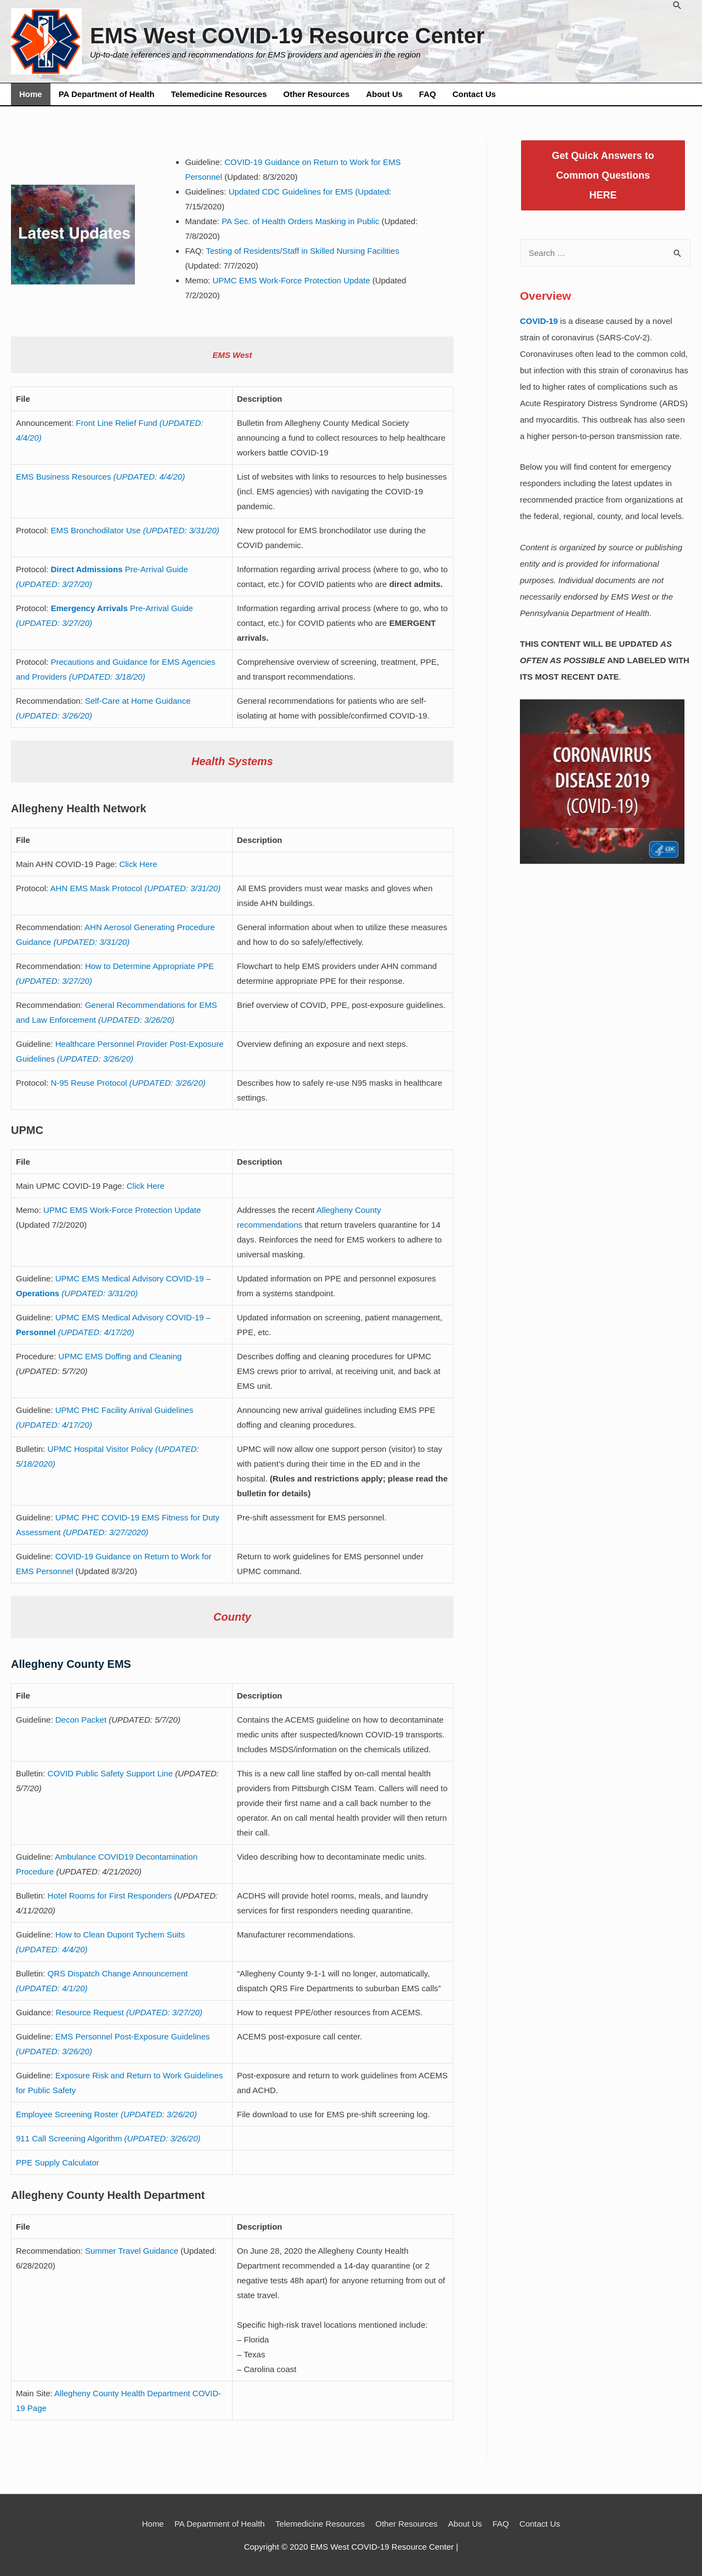 EMS West COVID-19 Resource Center
Up-to-date references and recommendations for EMS providers and agencies in the region
Home PA Department of Health Telemedicine Resources Other Resources About Us FAQ Contact Us
Latest Updates
Guideline: COVID-19 Guidance on Return to Work for EMS
Personnel (Updated: 8/3/2020)
Guidelines: Updated CDC Guidelines for EMS (Updated:
7/15/2020)
Mandate: PA Sec. of Health Orders Masking in Public (Updated:
7/8/2020)
FAQ: Testing of Residents/Staff in Skilled Nursing Facilities
(Updated: 7/7/2020)
Memo: UPMC EMS Work-Force Protection Update (Updated
7/2/2020)
EMS West
File Description
Announcement: Front Line Relief Fund (UPDATED:
4/4/20)
Bulletin from Allegheny County Medical Society
announcing a fund to collect resources to help healthcare
workers battle COVID-19
EMS Business Resources (UPDATED: 4/4/20)
List of websites with links to resources to help businesses
(incl. EMS agencies) with navigating the COVID-19
pandemic.
Protocol: EMS Bronchodilator Use (UPDATED: 3/31/20)
New protocol for EMS bronchodilator use during the
COVID pandemic.
Protocol: Direct Admissions Pre-Arrival Guide
(UPDATED: 3/27/20)
Information regarding arrival process (where to go, who to
contact, etc.) for COVID patients who are direct admits.
Protocol: Emergency Arrivals Pre-Arrival Guide
(UPDATED: 3/27/20)
Information regarding arrival process (where to go, who to
contact, etc.) for COVID patients who are EMERGENT
arrivals.
Protocol: Precautions and Guidance for EMS Agencies
and Providers (UPDATED: 3/18/20)
Comprehensive overview of screening, treatment, PPE,
and transport recommendations.
Recommendation: Self-Care at Home Guidance
(UPDATED: 3/26/20)
General recommendations for patients who are self-
isolating at home with possible/confirmed COVID-19.
Health Systems
Allegheny Health Network
File Description
Main AHN COVID-19 Page: Click Here
Protocol: AHN EMS Mask Protocol (UPDATED: 3/31/20)
All EMS providers must wear masks and gloves when
inside AHN buildings.
Recommendation: AHN Aerosol Generating Procedure
Guidance (UPDATED: 3/31/20)
General information about when to utilize these measures
and how to do so safely/effectively.
Recommendation: How to Determine Appropriate PPE
(UPDATED: 3/27/20)
Flowchart to help EMS providers under AHN command
determine appropriate PPE for their response.
Recommendation: General Recommendations for EMS
and Law Enforcement (UPDATED: 3/26/20)
Brief overview of COVID, PPE, post-exposure guidelines.
Guideline: Healthcare Personnel Provider Post-Exposure
Guidelines (UPDATED: 3/26/20)
Overview defining an exposure and next steps.
Protocol: N-95 Reuse Protocol (UPDATED: 3/26/20)
Describes how to safely re-use N95 masks in healthcare
settings.
UPMC
File Description
Main UPMC COVID-19 Page: Click Here
Memo: UPMC EMS Work-Force Protection Update
(Updated 7/2/2020)
Addresses the recent Allegheny County
recommendations that return travelers quarantine for 14
days. Reinforces the need for EMS workers to adhere to
universal masking.
Guideline: UPMC EMS Medical Advisory COVID-19 –
Operations (UPDATED: 3/31/20)
Updated information on PPE and personnel exposures
from a systems standpoint.
Guideline: UPMC EMS Medical Advisory COVID-19 –
Personnel (UPDATED: 4/17/20)
Updated information on screening, patient management,
PPE, etc.
Procedure: UPMC EMS Doffing and Cleaning
(UPDATED: 5/7/20)
Describes doffing and cleaning procedures for UPMC
EMS crews prior to arrival, at receiving unit, and back at
EMS unit.
Guideline: UPMC PHC Facility Arrival Guidelines
(UPDATED: 4/17/20)
Announcing new arrival guidelines including EMS PPE
doffing and cleaning procedures.
Bulletin: UPMC Hospital Visitor Policy (UPDATED:
5/18/2020)
UPMC will now allow one support person (visitor) to stay
with patient’s during their time in the ED and in the
hospital. (Rules and restrictions apply; please read the
bulletin for details)
Guideline: UPMC PHC COVID-19 EMS Fitness for Duty
Assessment (UPDATED: 3/27/2020)
Pre-shift assessment for EMS personnel.
Guideline: COVID-19 Guidance on Return to Work for
EMS Personnel (Updated 8/3/20)
Return to work guidelines for EMS personnel under
UPMC command.
County
Allegheny County EMS
File Description
Guideline: Decon Packet (UPDATED: 5/7/20)
Contains the ACEMS guideline on how to decontaminate
medic units after suspected/known COVID-19 transports.
Includes MSDS/information on the chemicals utilized.
Bulletin: COVID Public Safety Support Line (UPDATED:
5/7/20)
This is a new call line staffed by on-call mental health
providers from Pittsburgh CISM Team. Callers will need to
provide their first name and a call back number to the
operator. An on call mental health provider will then return
their call.
Guideline: Ambulance COVID19 Decontamination
Procedure (UPDATED: 4/21/2020)
Video describing how to decontaminate medic units.
Bulletin: Hotel Rooms for First Responders (UPDATED:
4/11/2020)
ACDHS will provide hotel rooms, meals, and laundry
services for first responders needing quarantine.
Guideline: How to Clean Dupont Tychem Suits
(UPDATED: 4/4/20)
Manufacturer recommendations.
Bulletin: QRS Dispatch Change Announcement
(UPDATED: 4/1/20)
“Allegheny County 9-1-1 will no longer, automatically,
dispatch QRS Fire Departments to suburban EMS calls”
Guidance: Resource Request (UPDATED: 3/27/20)
How to request PPE/other resources from ACEMS.
Guideline: EMS Personnel Post-Exposure Guidelines
(UPDATED: 3/26/20)
ACEMS post-exposure call center.
Guideline: Exposure Risk and Return to Work Guidelines
for Public Safety
Post-exposure and return to work guidelines from ACEMS
and ACHD.
Employee Screening Roster (UPDATED: 3/26/20)
File download to use for EMS pre-shift screening log.
911 Call Screening Algorithm (UPDATED: 3/26/20)
PPE Supply Calculator
Allegheny County Health Department
File Description
Recommendation: Summer Travel Guidance (Updated:
6/28/2020)
On June 28, 2020 the Allegheny County Health
Department recommended a 14-day quarantine (or 2
negative tests 48h apart) for anyone returning from out of
state travel.
Specific high-risk travel locations mentioned include:
– Florida
– Texas
– Carolina coast
Main Site: Allegheny County Health Department COVID-
19 Page
Get Quick Answers to
Common Questions
HERE
Search …
Overview
COVID-19 is a disease caused by a novel
strain of coronavirus (SARS-CoV-2).
Coronaviruses often lead to the common cold,
but infection with this strain of coronavirus has
led to higher rates of complications such as
Acute Respiratory Distress Syndrome (ARDS)
and myocarditis. This outbreak has also seen
a higher person-to-person transmission rate.
Below you will find content for emergency
responders including the latest updates in
recommended practice from organizations at
the federal, regional, county, and local levels.
Content is organized by source or publishing
entity and is provided for informational
purposes. Individual documents are not
necessarily endorsed by EMS West or the
Pennsylvania Department of Health.
THIS CONTENT WILL BE UPDATED AS
OFTEN AS POSSIBLE AND LABELED WITH
ITS MOST RECENT DATE.
CORONAVIRUS
DISEASE 2019
(COVID-19)
CDC
Home PA Department of Health Telemedicine Resources Other Resources About Us FAQ Contact Us
Copyright © 2020 EMS West COVID-19 Resource Center |